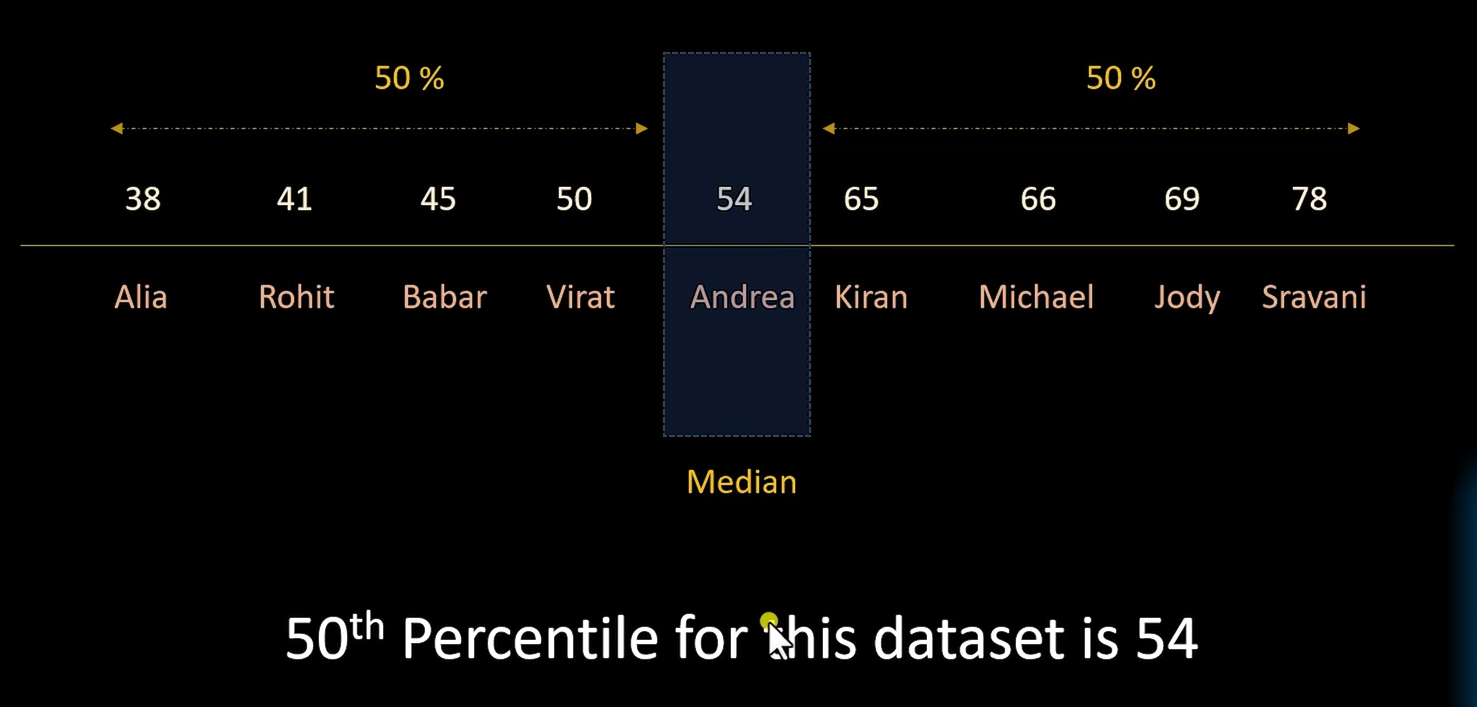 50 % 50 %
38 41 45 50 54 65 66 69 78
Alia Rohit Babar Virat Andrea Kiran Michael Jody Sravani
Median
50th Percentile for this dataset is 54